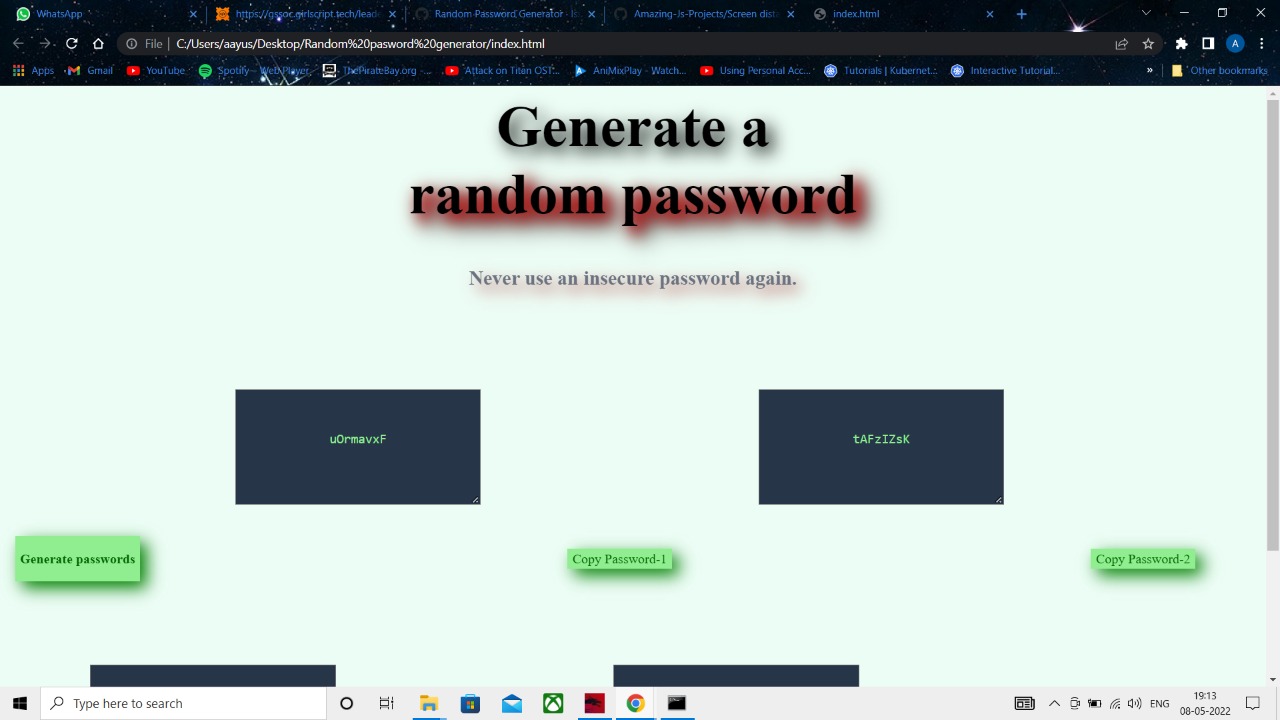 WhatsApp
https://gssoc.girlscript.tech/leade
Random-Password-Generator
Amazing-Js-Projects/Screen dist
index.html
File
C:/Users/aayus/Desktop/Random%20pasword%20generator/index.html
A
Apps
Gmail
YouTube
Spotify – Web Player
ThePirateBay.org -...
Attack on Titan OST:...
AniMixPlay - Watch...
Using Personal Acc...
Tutorials | Kubernet...
Interactive Tutorial...
»
Other bookmarks
Generate a
random password
Never use an insecure password again.
uOrmavxF
tAFzIZsK
Generate passwords
Copy Password-1
Copy Password-2
Type here to search
ENG
19:13
08-05-2022